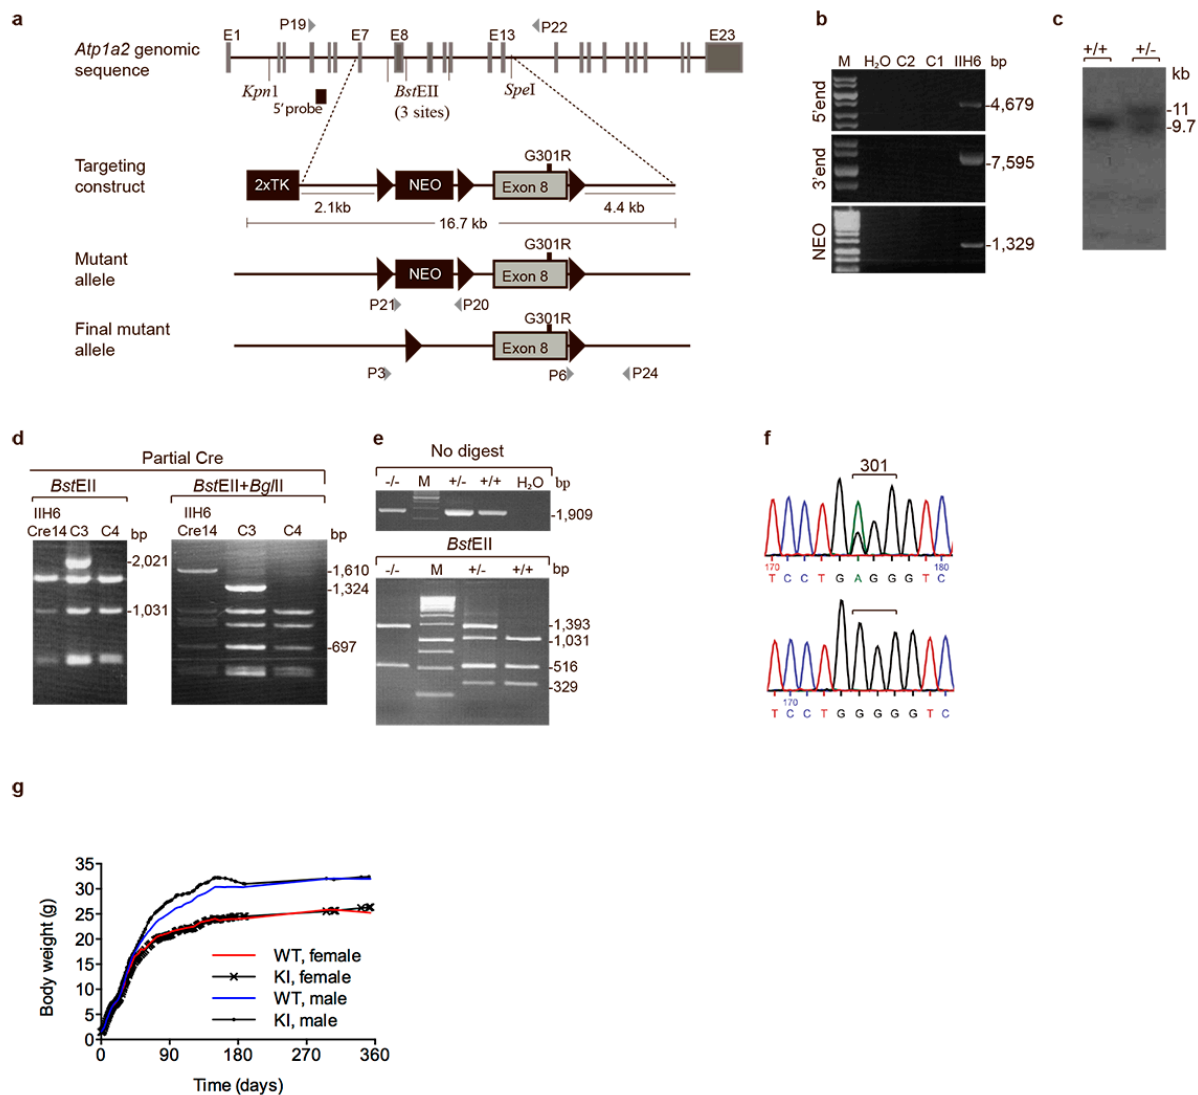 a
P19
E1
E7
E8
E13
P22
E23
Atp1a2 genomic
sequence
Kpn1
5' probe
BstEII
(3 sites)
SpeI
Targeting
construct
2xTK
NEO
G301R
Exon 8
2.1kb
4.4 kb
16.7 kb
Mutant
allele
NEO
G301R
Exon 8
P21
P20
Final mutant
allele
G301R
Exon 8
P3
P6
P24
b
M H₂O C2 C1 IIH6 bp
5'end
-4,679
3'end
-7,595
NEO
-1,329
c
+/+ +/-
kb
-11
-9.7
d
Partial Cre
BstEII
BstEII+BglII
IIH6
Cre14 C3 C4 bp
-2,021
-1,031
IIH6
Cre14 C3 C4 bp
-1,610
-1,324
-697
e
No digest
-/- M +/- +/+ H₂O bp
-1,909
BstEII
-/- M +/- +/+ bp
-1,393
-1,031
-516
-329
f
301
170 180
T C C T G A G G G T C
170
T C C T G G G G G T C
g
Body weight (g)
35
30
25
20
15
10
5
0
WT, female
KI, female
WT, male
KI, male
0 90 180 270 360
Time (days)